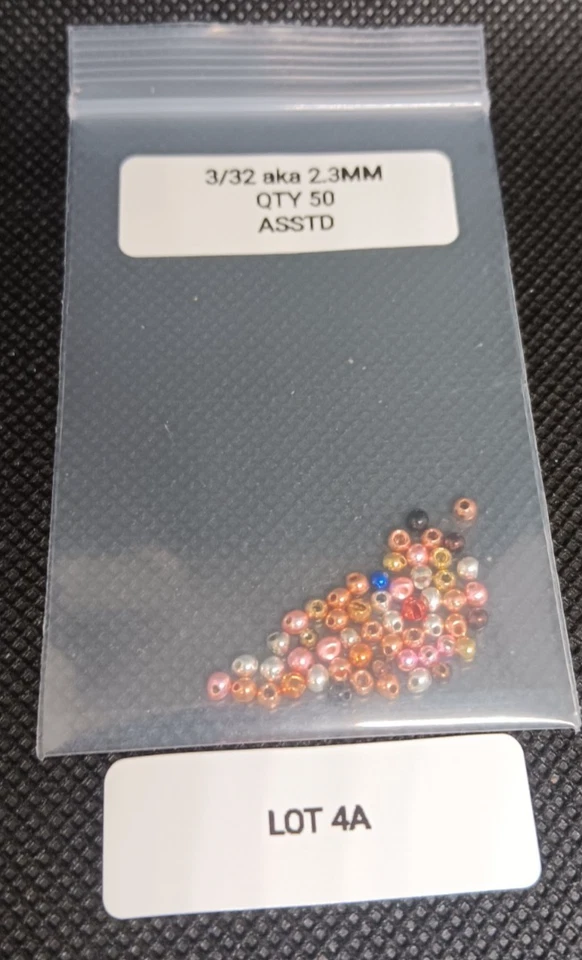 3/32 aka 2.3MM
QTY 50
ASSTD
LOT 4A